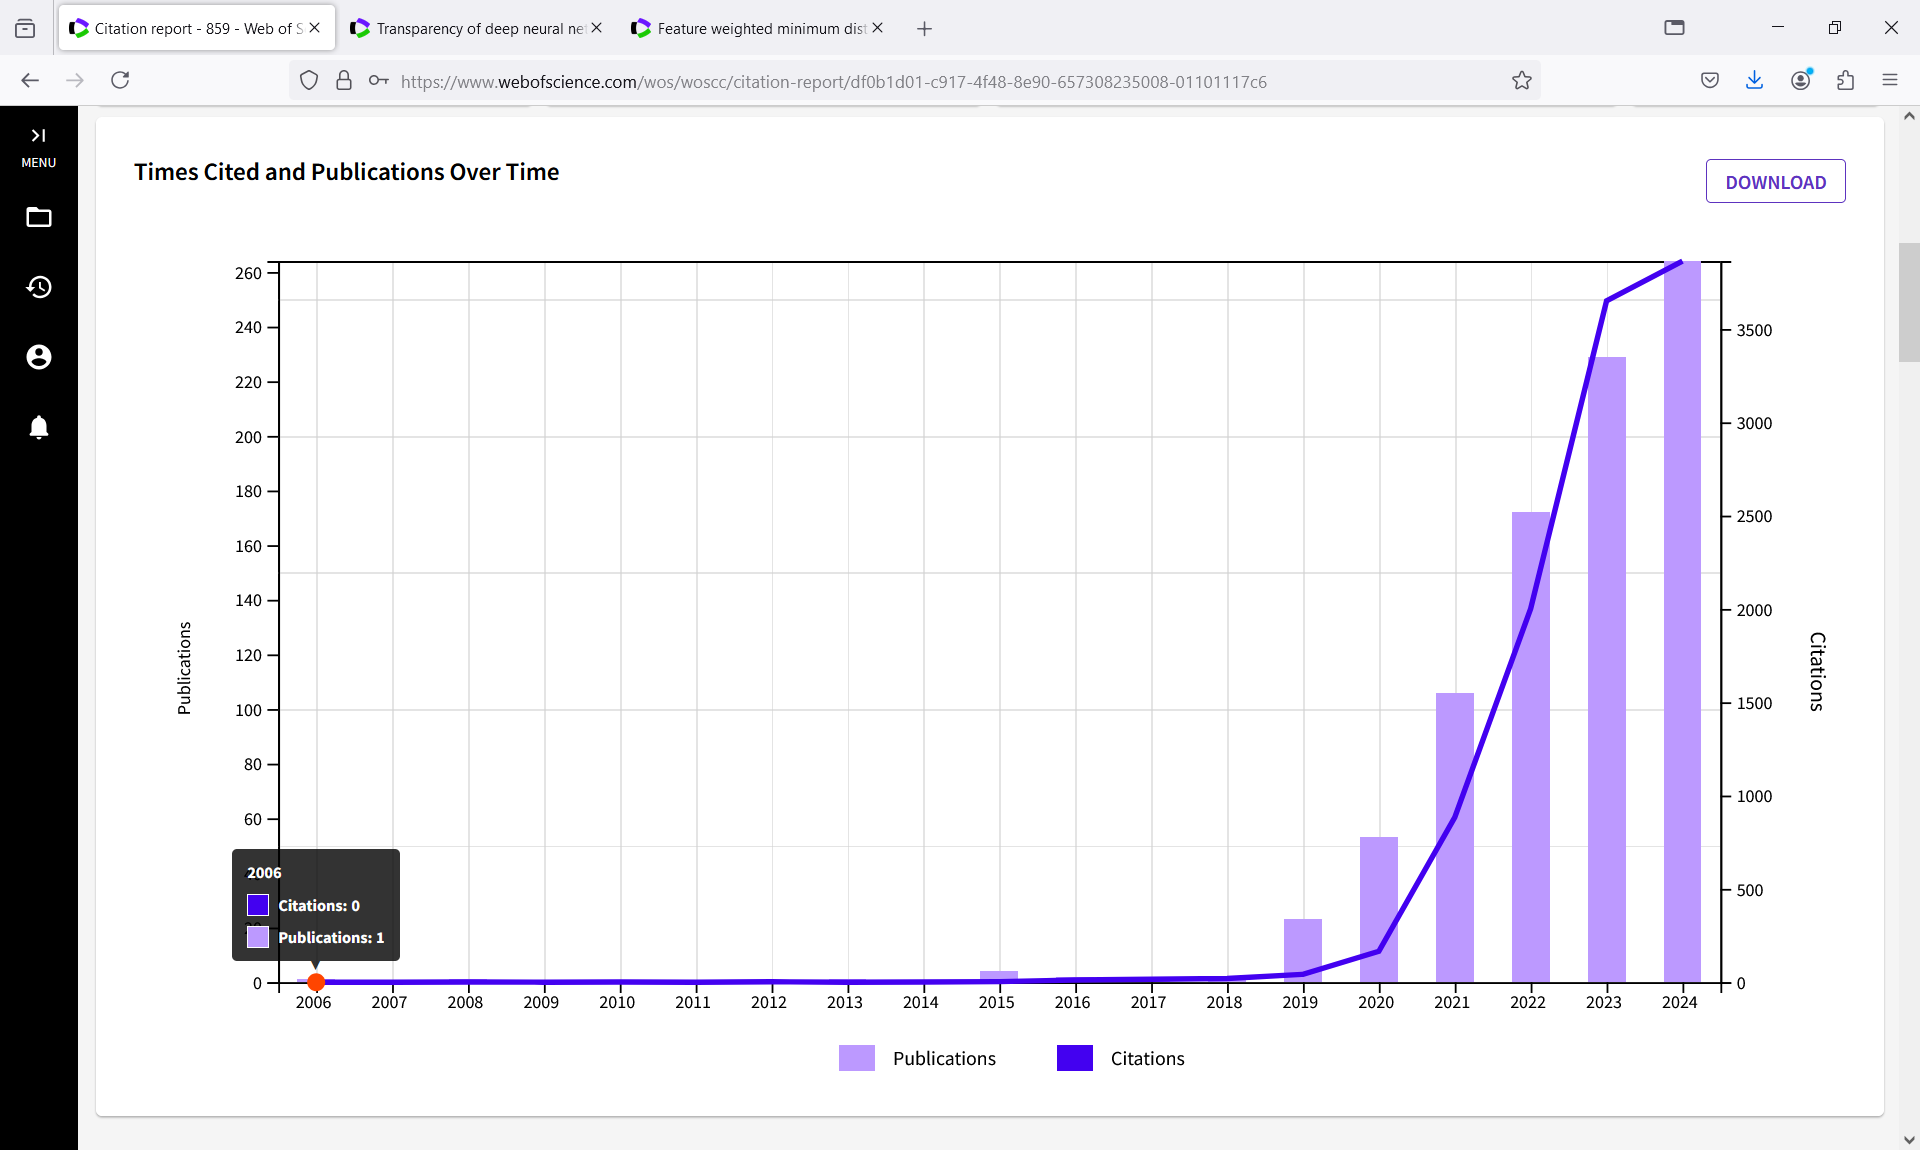 Citation report - 859 - Web of S
Transparency of deep neural net
Feature weighted minimum dist
https://www.webofscience.com/wos/woscc/citation-report/df0b1d01-c917-4f48-8e90-657308235008-01101117c6
MENU
Times Cited and Publications Over Time
DOWNLOAD
260
240
220
200
180
160
140
120
100
80
60
0
Publications
3500
3000
2500
2000
1500
1000
500
0
Citations
2006
Citations: 0
Publications: 1
2006 2007 2008 2009 2010 2011 2012 2013 2014 2015 2016 2017 2018 2019 2020 2021 2022 2023 2024
Publications Citations